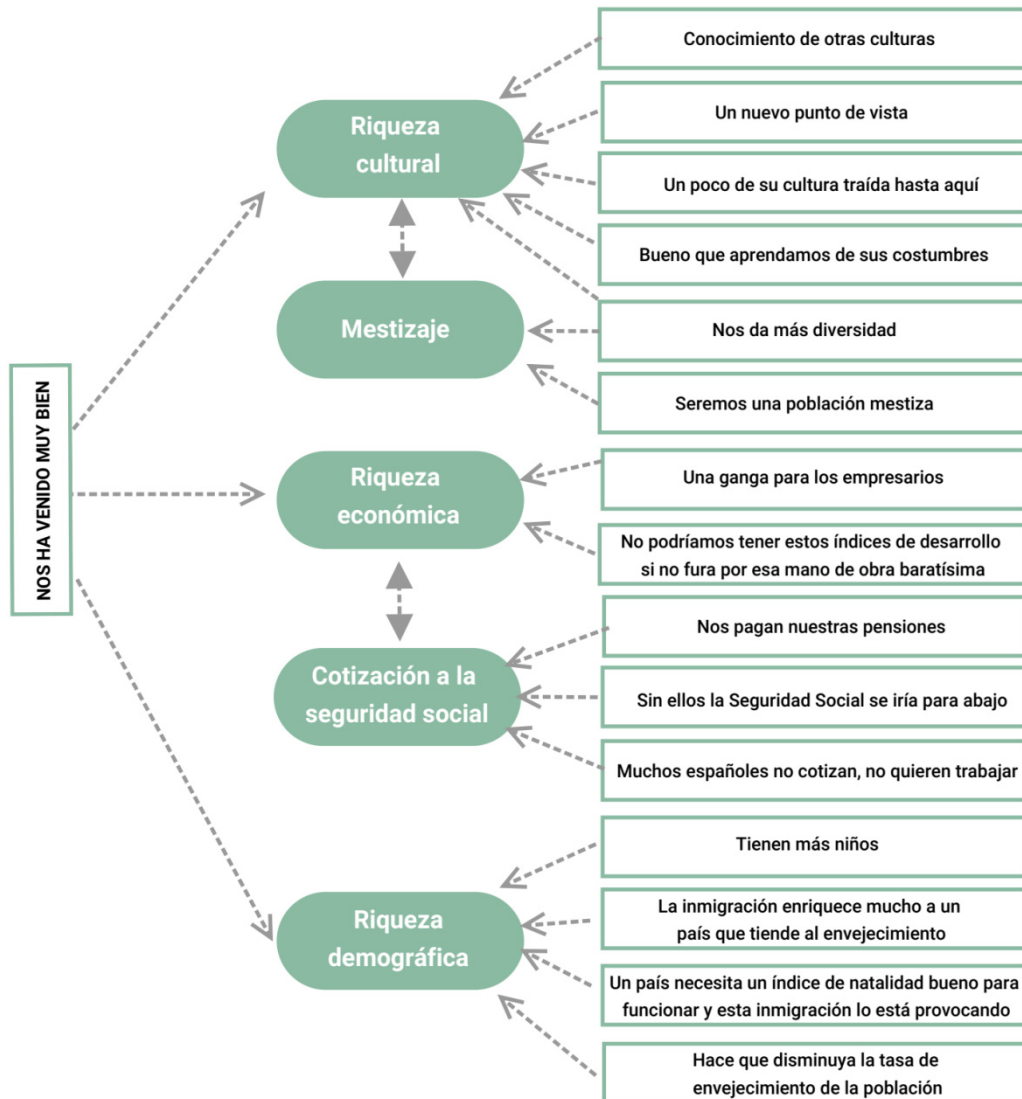 NOS HA VENIDO MUY BIEN
Riqueza
cultural
Conocimiento de otras culturas
Un nuevo punto de vista
Un poco de su cultura traída hasta aquí
Bueno que aprendamos de sus costumbres
Mestizaje
Nos da más diversidad
Seremos una población mestiza
Riqueza
económica
Una ganga para los empresarios
No podríamos tener estos índices de desarrollo
si no fura por esa mano de obra baratísima
Cotización a la
seguridad social
Nos pagan nuestras pensiones
Sin ellos la Seguridad Social se iría para abajo
Muchos españoles no cotizan, no quieren trabajar
Riqueza
demográfica
Tienen más niños
La inmigración enriquece mucho a un
país que tiende al envejecimiento
Un país necesita un índice de natalidad bueno para
funcionar y esta inmigración lo está provocando
Hace que disminuya la tasa de
envejecimiento de la población